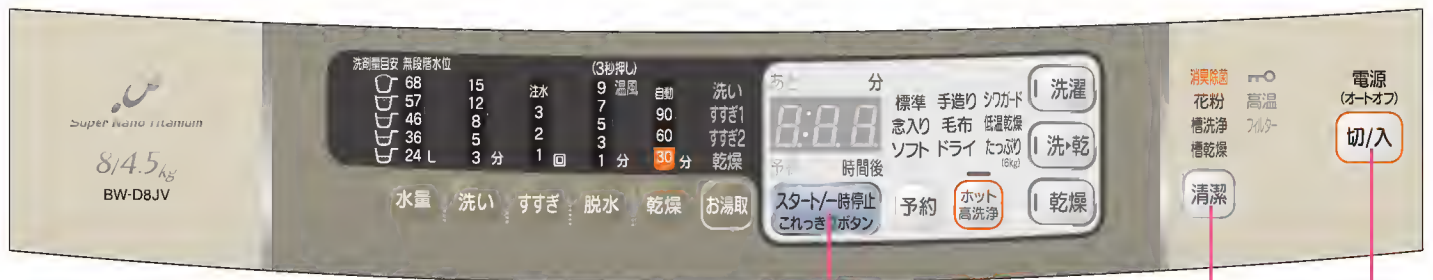 Super Nano Titanium
8/4.5kg
BW-D8JV
洗剤量目安 無段階水位
68
57
46
36
24 L
15
12
8
5
3 分
注水
3
2
1 回
(3秒押し)
9 温風
7
5
3
1 分
自動
90
60
30 分
洗い
すすぎ1
すすぎ2
乾燥
水量
洗い
すすぎ
脱水
乾燥
お湯取
あと 分
8:88
時間後
標準 手造り シワガード
念入り 毛布 低温乾燥
ソフト ドライ たっぷり
(6kg)
スタート/一時停止
ボタン
予約
ホット
高洗浄
洗濯
洗・乾
乾燥
消臭除菌
花粉 高温
槽洗浄 フィルター
槽乾燥
清潔
電源
(オートオフ)
切/入